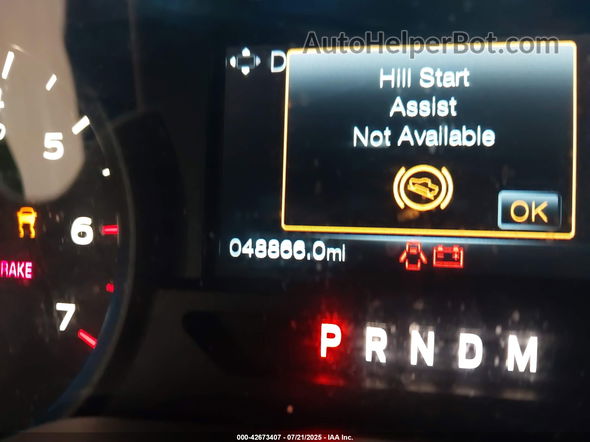 AutoHelperBot.com
D
Hill Start
Assist
Not Available
OK
5
6
7
BRAKE
048866.0mi
P R N D M
000-42673407 - 07/21/2025 - IAA Inc.